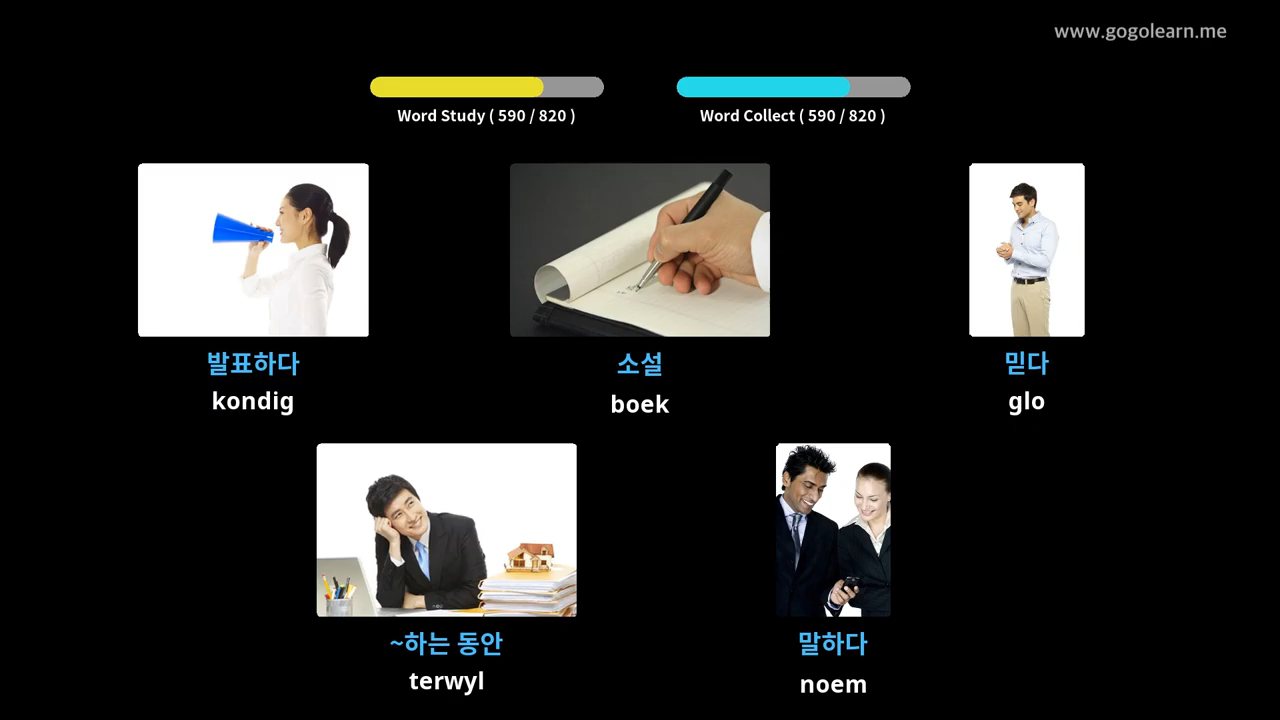 www.gogolearn.me
Word Study ( 590 / 820 )
Word Collect ( 590 / 820 )
발표하다
kondig
소설
boek
믿다
glo
~하는 동안
terwyl
말하다
noem